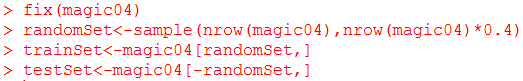 > fix(magic04)
> randomSet<-sample(nrow(magic04),nrow(magic04)*0.4)
> trainSet<-magic04[randomSet,]
> testSet<-magic04[-randomSet,]